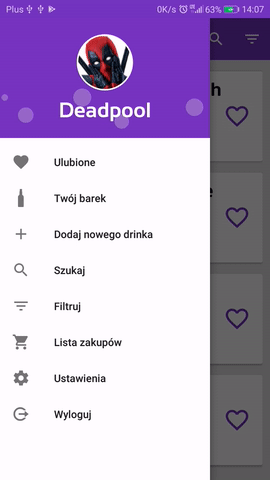 Plus 0K/s 63% 14:07
h
Deadpool
e
Ulubione
Twój barek
Dodaj nowego drinka
Szukaj
Filtruj
Lista zakupów
Ustawienia
Wyloguj